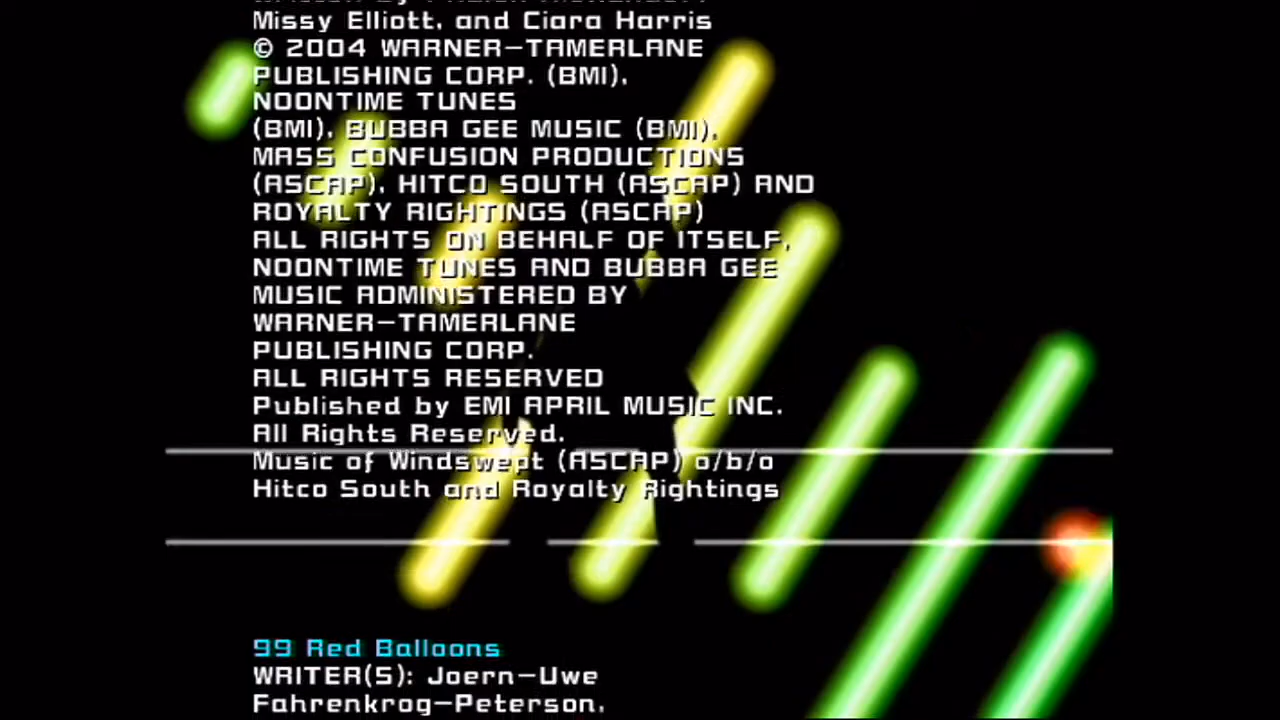 Missy Elliott, and Ciara Harris
© 2004 WARNER-TAMERLANE
PUBLISHING CORP. (BMI),
NOONTIME TUNES
(BMI), BUBBA GEE MUSIC (BMI),
MASS CONFUSION PRODUCTIONS
(ASCAP), HITCO SOUTH (ASCAP) AND
ROYALTY RIGHTINGS (ASCAP)
ALL RIGHTS ON BEHALF OF ITSELF,
NOONTIME TUNES AND BUBBA GEE
MUSIC ADMINISTERED BY
WARNER-TAMERLANE
PUBLISHING CORP.
ALL RIGHTS RESERVED
Published by EMI APRIL MUSIC INC.
All Rights Reserved.
Music of Windswept (ASCAP) o/b/o
Hitco South and Royalty Rightings
99 Red Balloons
WRITER(S): Joern-Uwe
Fahrenkrog-Peterson,